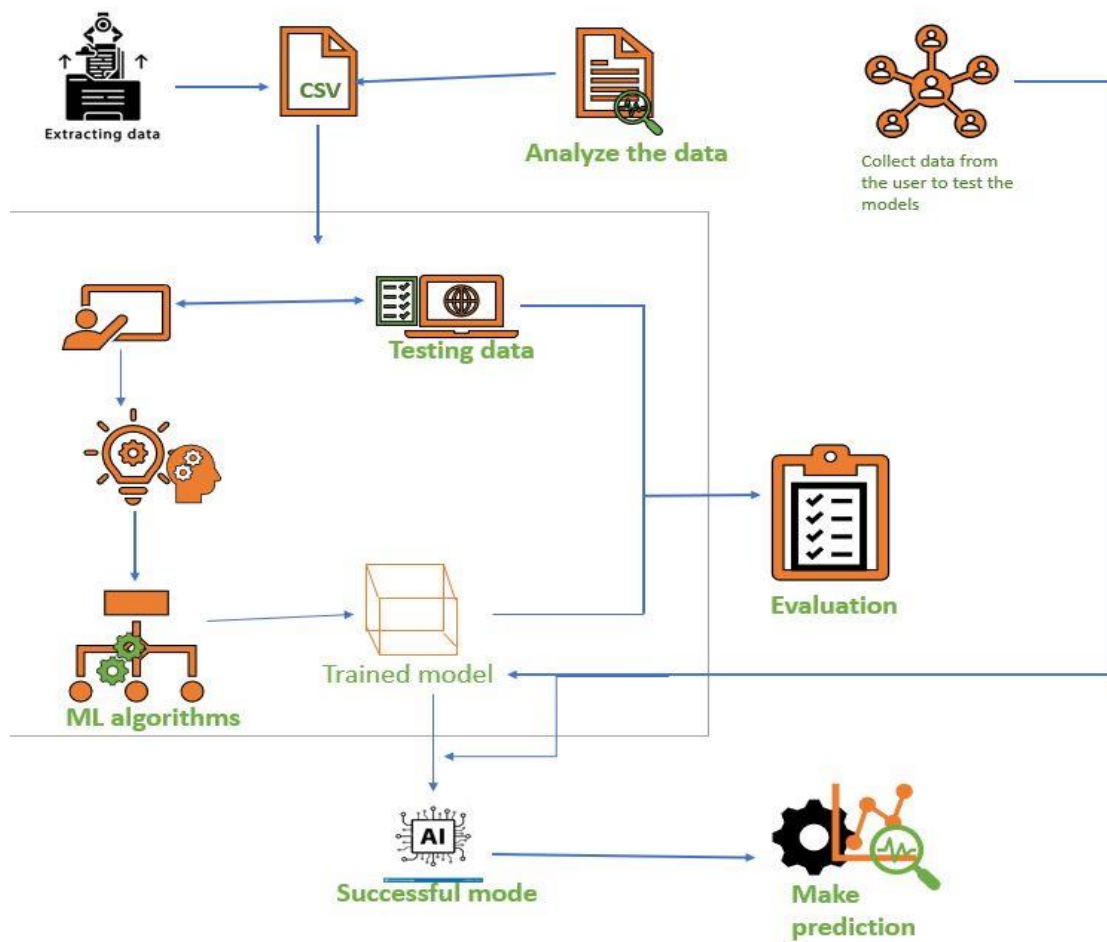 Extracting data
CSV
Analyze the data
Collect data from
the user to test the
models
Testing data
Evaluation
Trained model
ML algorithms
AI
Successful mode
Make
prediction